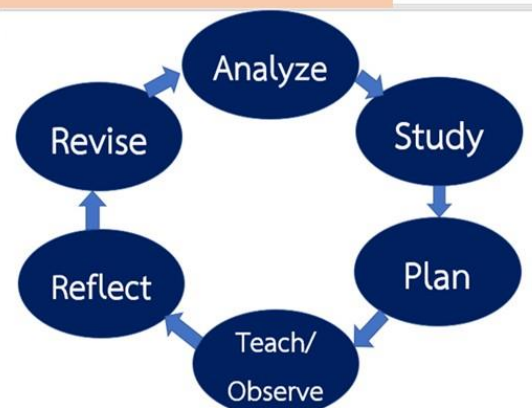 Analyze
Study
Plan
Teach/
Observe
Reflect
Revise